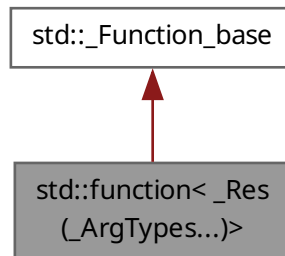 std::_Function_base
std::function< _Res
(_ArgTypes...)>